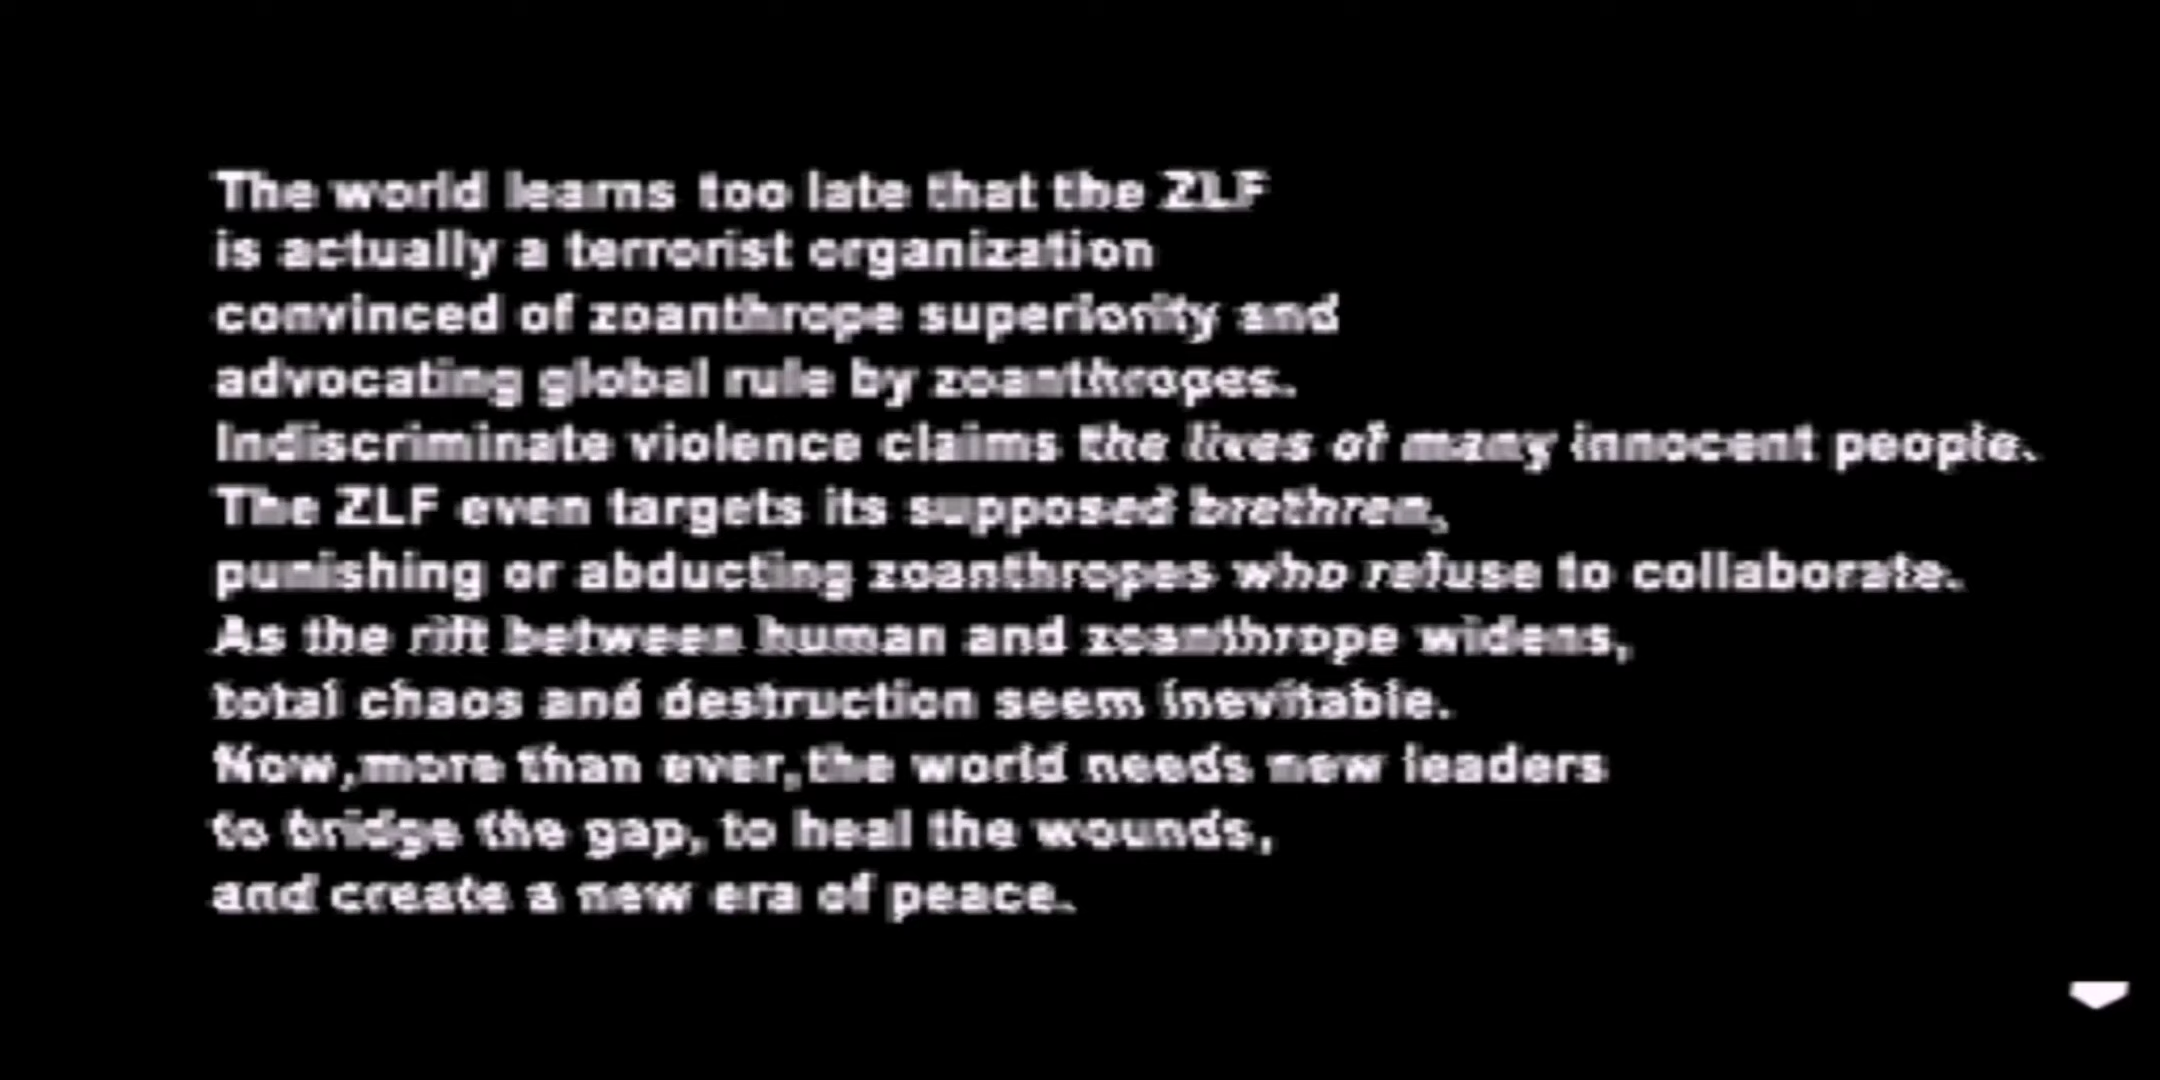 The world learns too late that the ZLF
is actually a terrorist organization
convinced of zoanthrope superiority and
advocating global rule by zoanthropes.
Indiscriminate violence claims the lives of many innocent people.
The ZLF even targets its supposed brethren,
punishing or abducting zoanthropes who refuse to collaborate.
As the rift between human and zoanthrope widens,
total chaos and destruction seem inevitable.
Now,more than ever,the world needs new leaders
to bridge the gap, to heal the wounds,
and create a new era of peace.